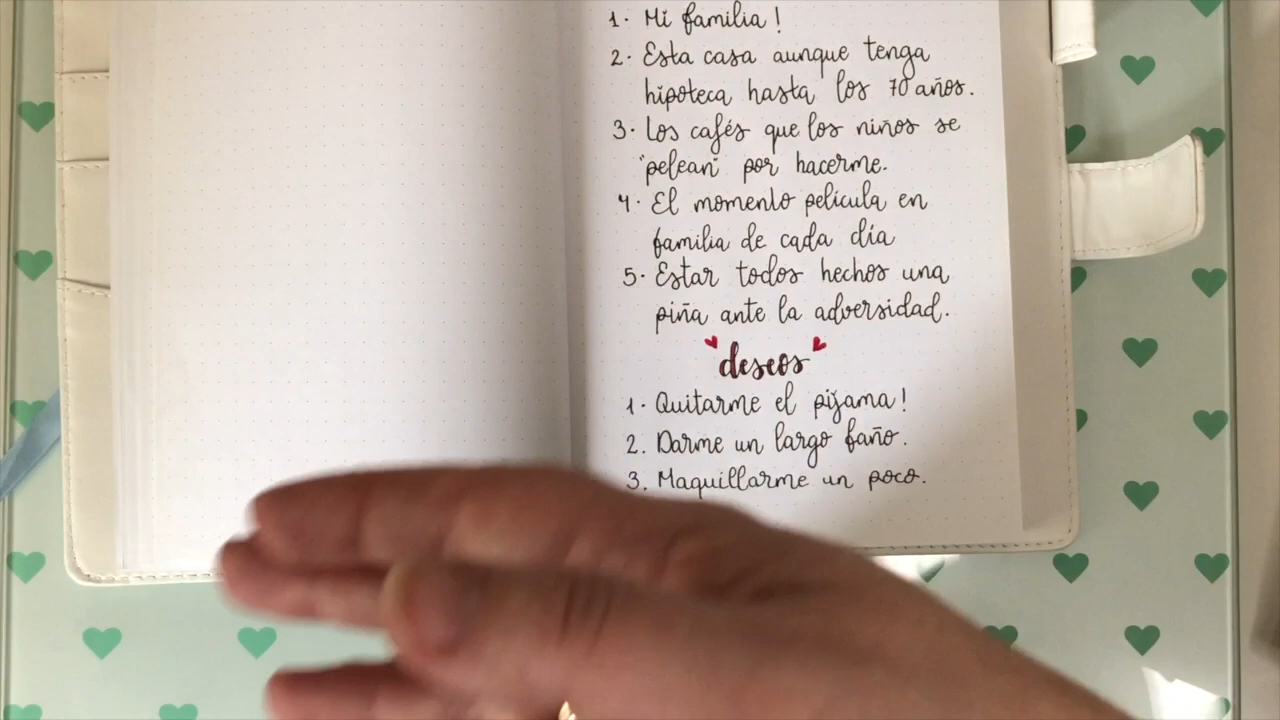 1. Mi familia!
2. Esta casa aunque tenga
hipoteca hasta los 70 años.
3. Los cafés que los niños se
"pelean" por hacerme.
4. El momento película en
familia de cada día
5. Estar todos hechos una
piña ante la adversidad.
deseos
1. Quitarme el pijama!
2. Darme un largo baño.
3. Maquillarme un poco.